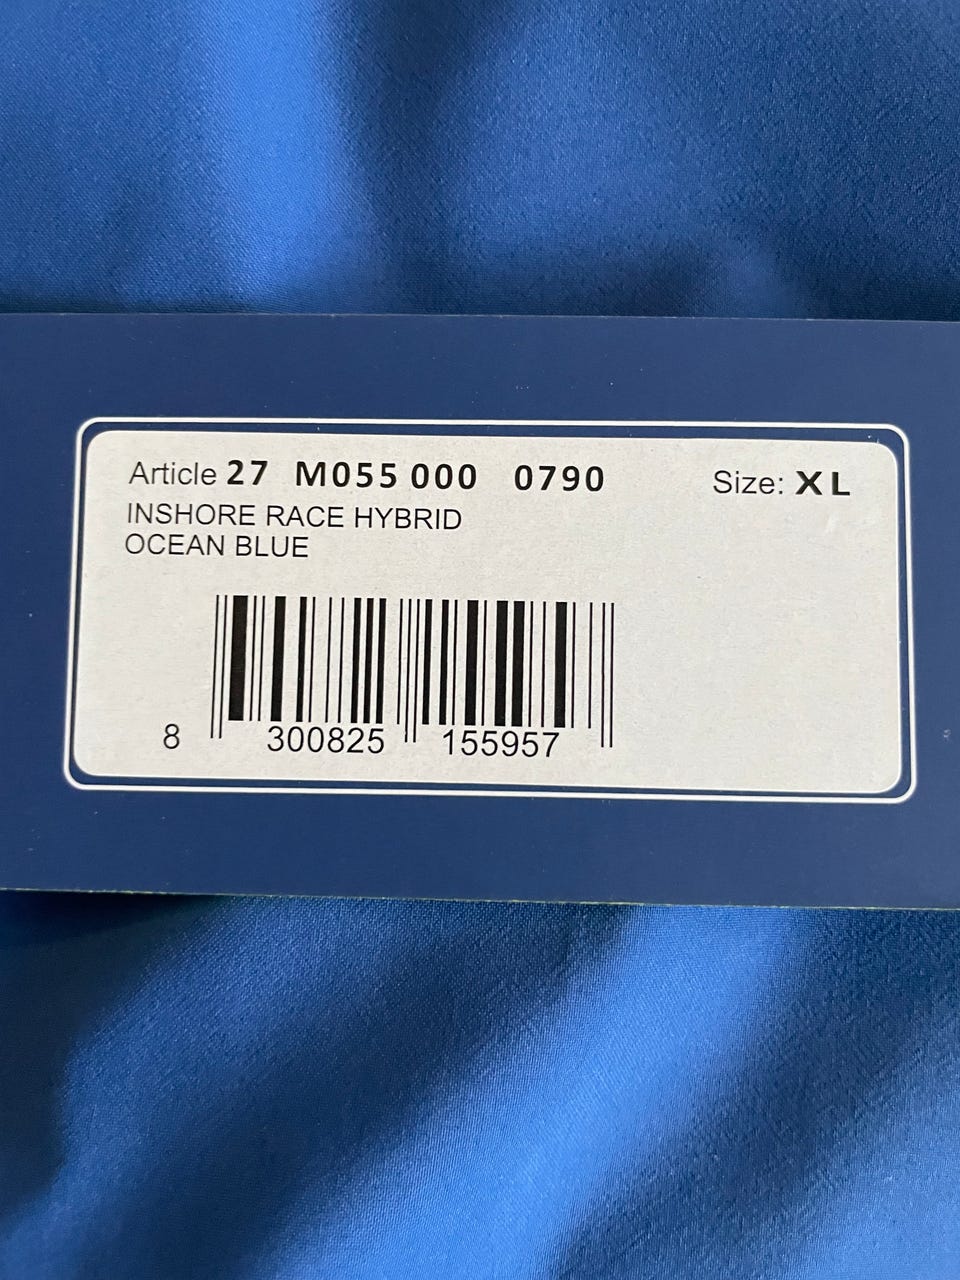 Article 27 M055 000 0790 Size: XL
INSHORE RACE HYBRID
OCEAN BLUE
8 300825 155957